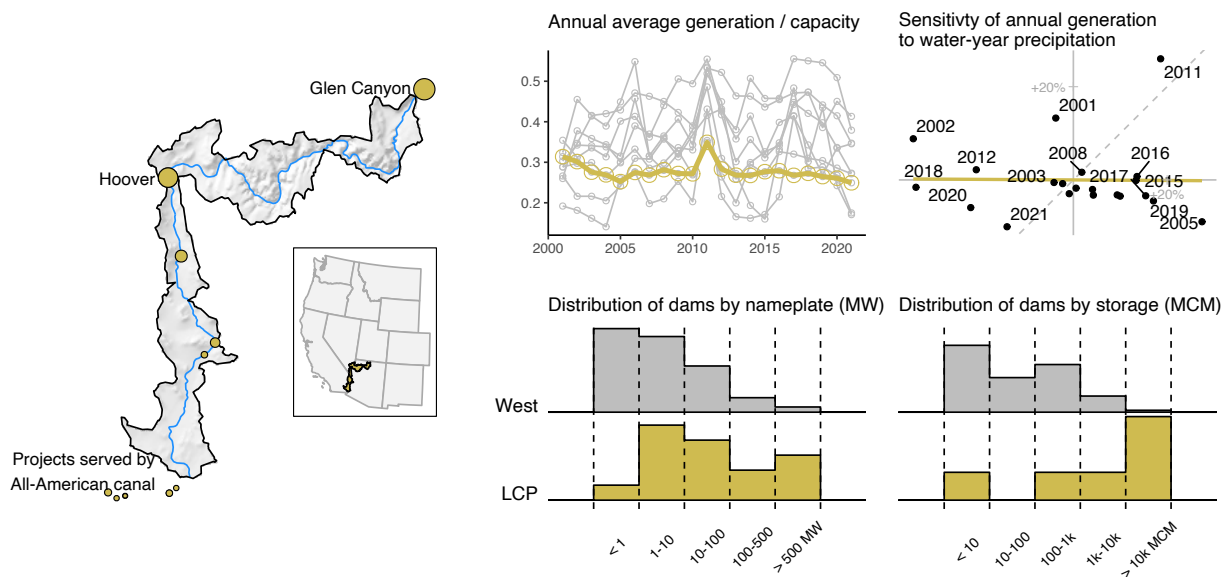 Glen Canyon
Hoover
Projects served by
All-American canal
Annual average generation / capacity
0.5
0.4
0.3
0.2
2000
2005
2010
2015
2020
Sensitivty of annual generation
to water-year precipitation
2011
+20%
2001
2002
2008
2016
2012
2018
2003
2017
2015
+20%
2020
2019
2021
2005
Distribution of dams by nameplate (MW)
West
LCP
< 1
1-10
10-100
100-500
> 500 MW
Distribution of dams by storage (MCM)
< 10
10-100
100-1k
1k-10k
> 10k MCM